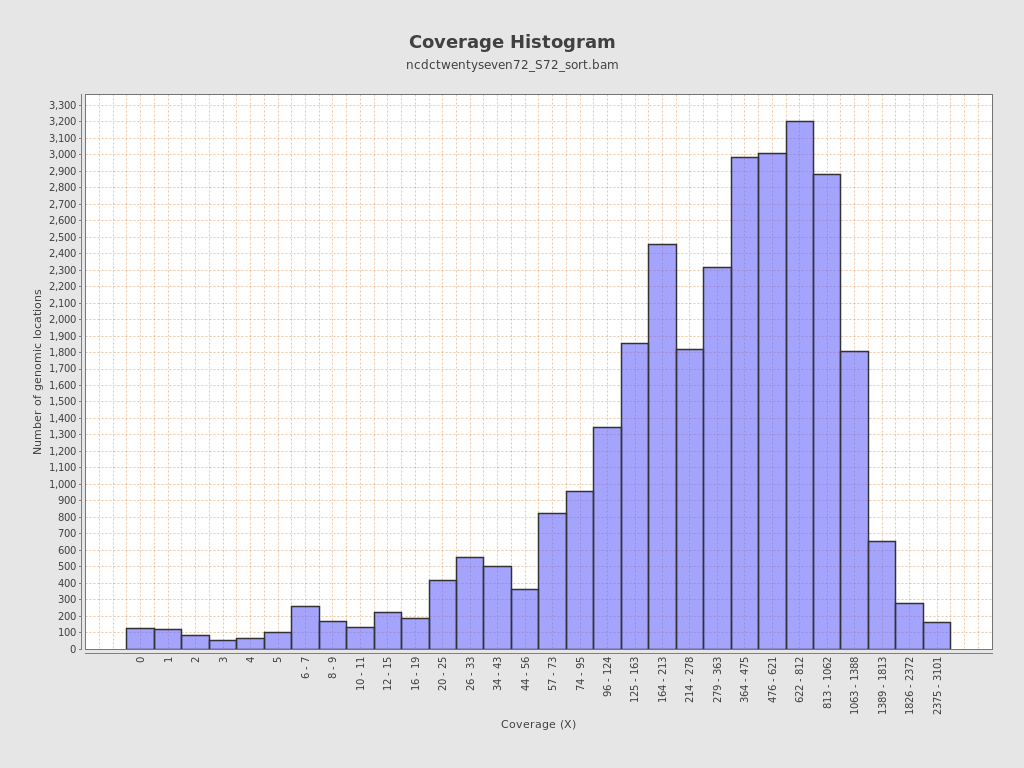 Coverage Histogram
ncdctwentyseven72_S72_sort.bam
Number of genomic locations
3,300
3,200
3,100
3,000
2,900
2,800
2,700
2,600
2,500
2,400
2,300
2,200
2,100
2,000
1,900
1,800
1,700
1,600
1,500
1,400
1,300
1,200
1,100
1,000
900
800
700
600
500
400
300
200
100
0
0
1
2
3
4
5
6 - 7
8 - 9
10 - 11
12 - 15
16 - 19
20 - 25
26 - 33
34 - 43
44 - 56
57 - 73
74 - 95
96 - 124
125 - 163
164 - 213
214 - 278
279 - 363
364 - 475
476 - 621
622 - 812
813 - 1062
1063 - 1388
1389 - 1813
1826 - 2372
2375 - 3101
Coverage (X)